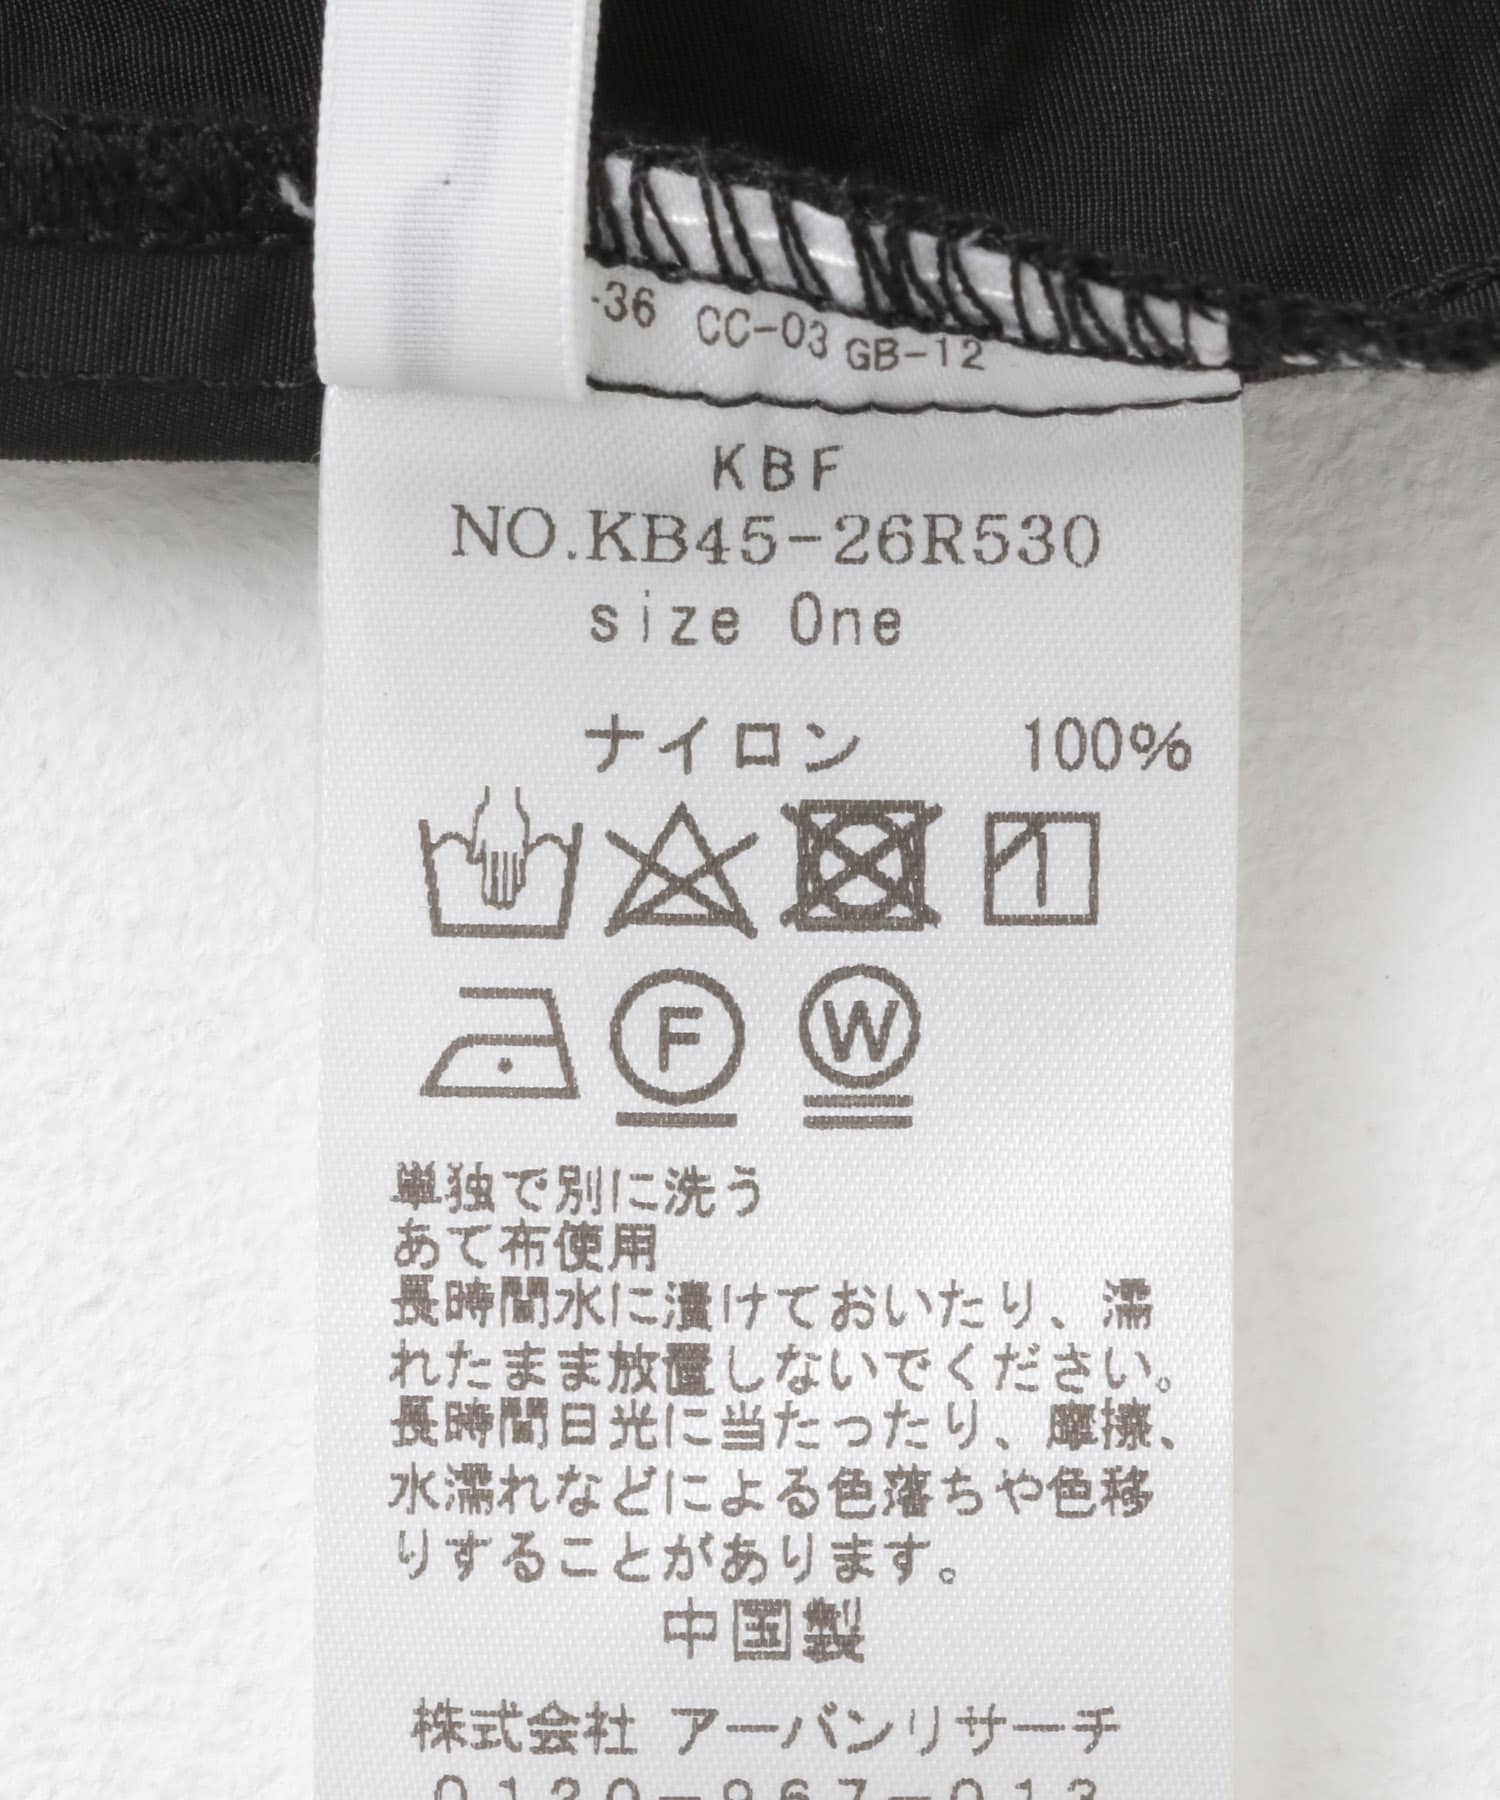 -36 CC-03 GB-12
KBF
NO.KB45-26R530
size One
ナイロン 100%
F W
単独で別に洗う
あて布使用
長時間水に漬けておいたり、濡
れたまま放置しないでください。
長時間日光に当たったり、摩擦、
水濡れなどによる色落ちや色移
りすることがあります。
中国製
株式会社 アーバンリサーチ
0120-967-013